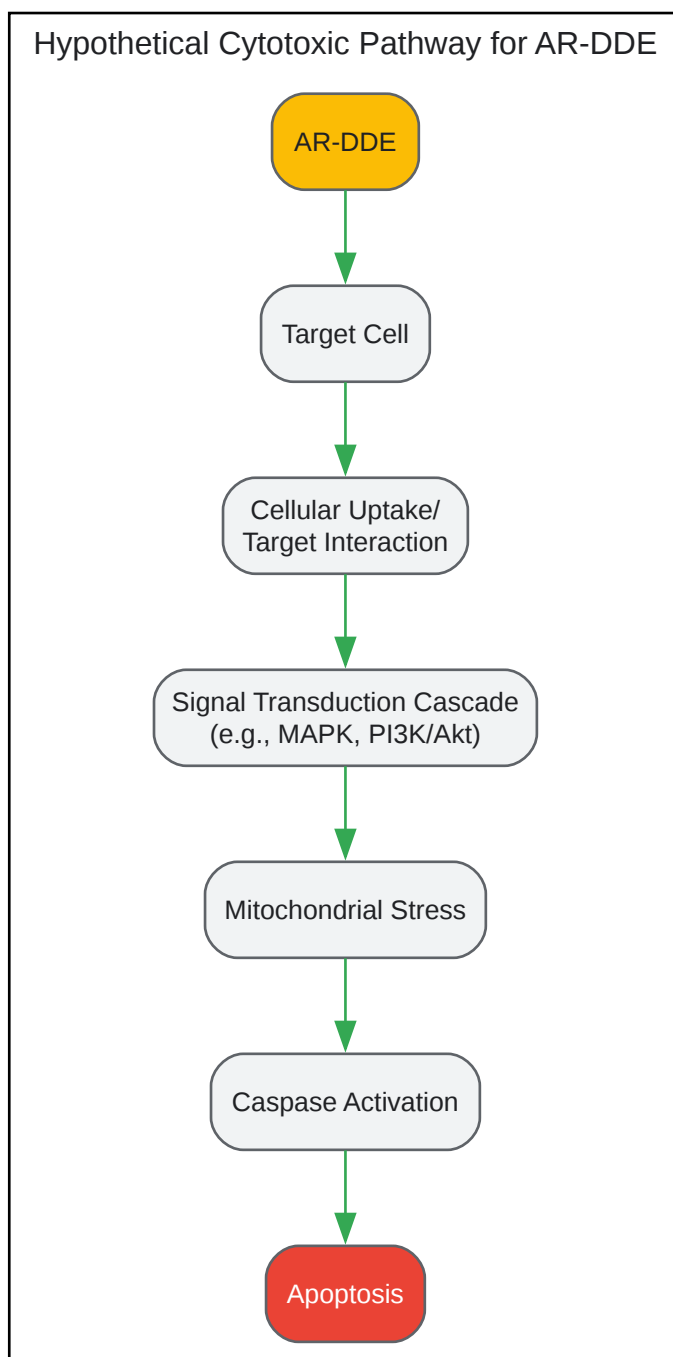 Hypothetical Cytotoxic Pathway for AR-DDE
AR-DDE
Target Cell
Cellular Uptake/
Target Interaction
Signal Transduction Cascade
(e.g., MAPK, PI3K/Akt)
Mitochondrial Stress
Caspase Activation
Apoptosis